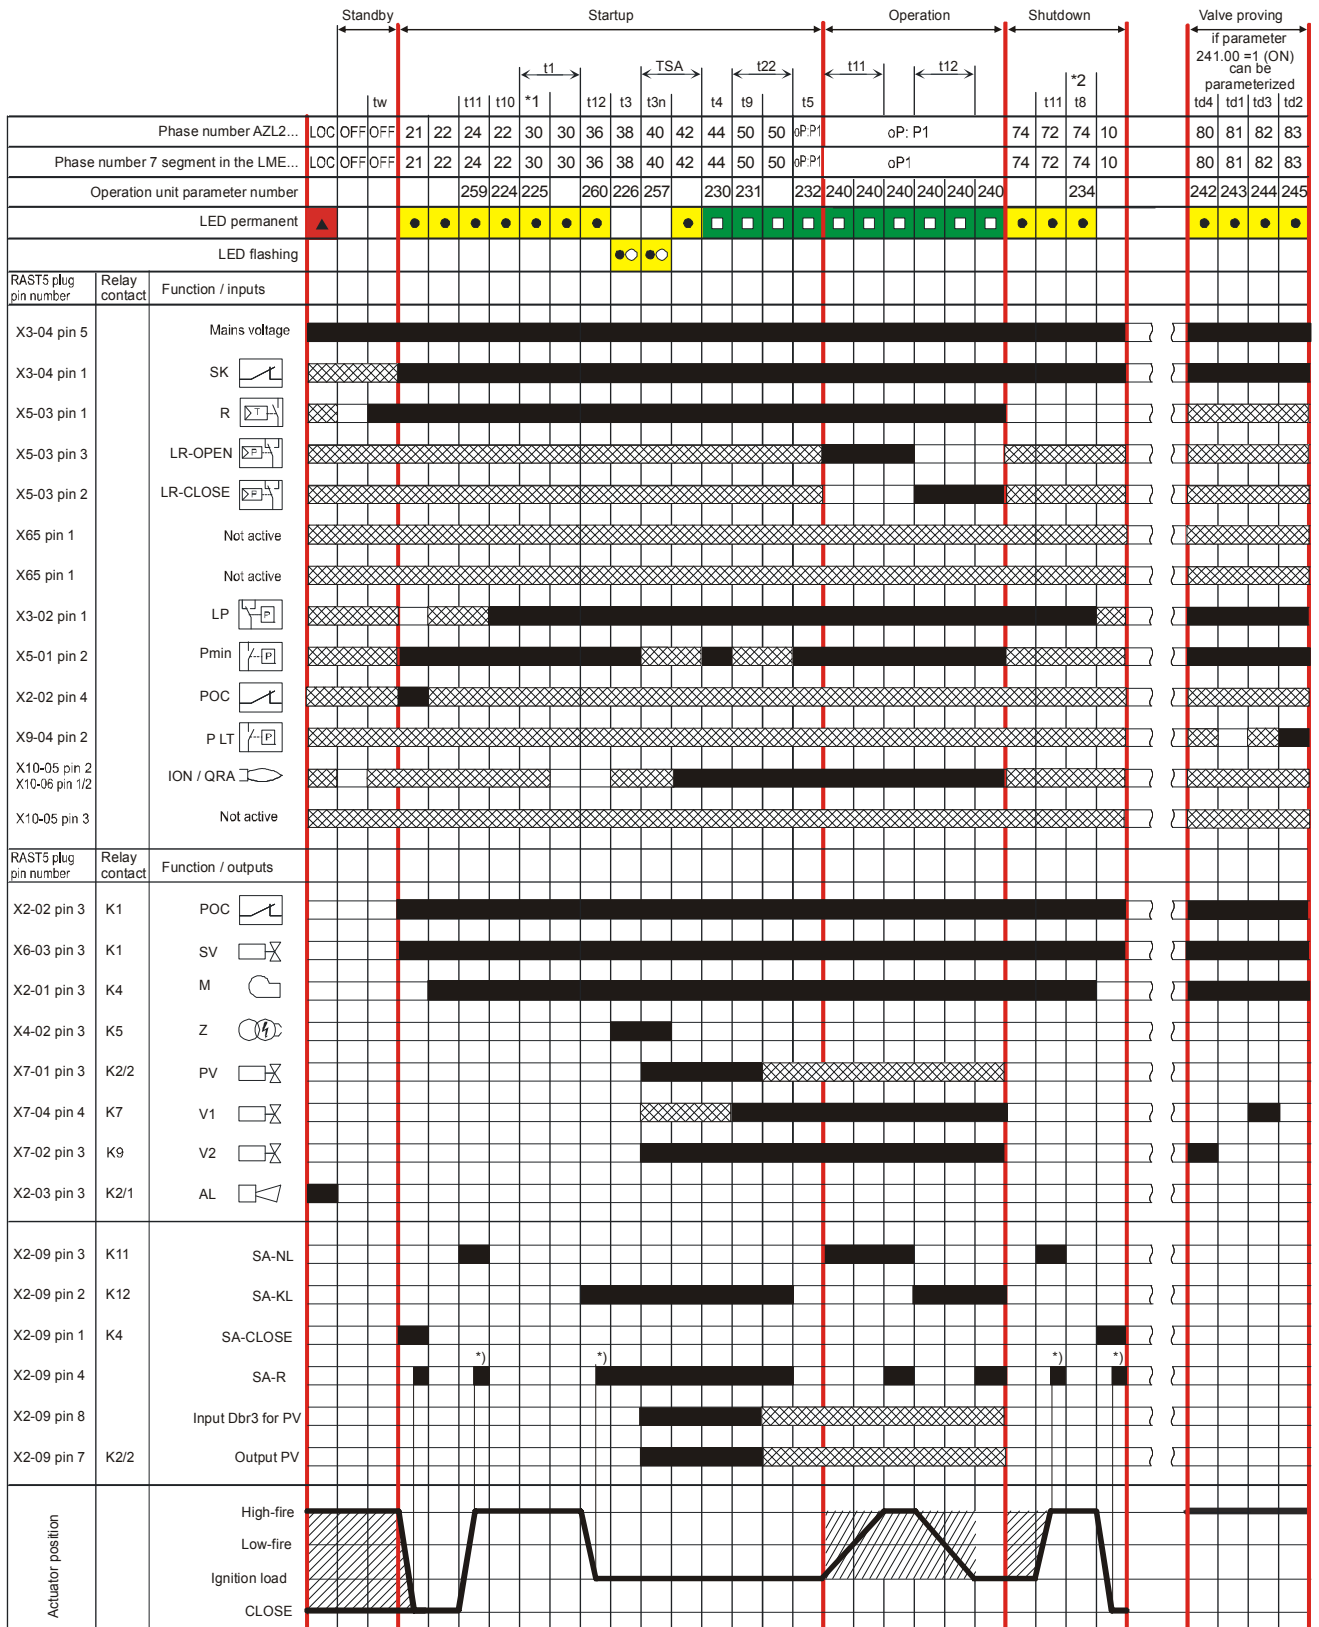 Standby Startup Operation Shutdown Valve proving
if parameter
241.00 =1 (ON)
can be
parameterized
t1 TSA t22 t11 t12 *2
tw t11 t10 *1 t12 t3 t3n t4 t9 t5 t11 t8 td4 td1 td3 td2
Phase number AZL2... LOC OFF OFF 21 22 24 22 30 30 36 38 40 42 44 50 50 oP:P1 oP: P1 74 72 74 10 80 81 82 83
Phase number 7 segment in the LME... LOC OFF OFF 21 22 24 22 30 30 36 38 40 42 44 50 50 oP:P1 oP1 74 72 74 10 80 81 82 83
Operation unit parameter number 259 224 225 260 226 257 230 231 232 240 240 240 240 240 240 234 242 243 244 245
LED permanent
LED flashing
RAST5 plug pin number Relay contact Function / inputs
X3-04 pin 5 Mains voltage
X3-04 pin 1 SK
X5-03 pin 1 R T
X5-03 pin 3 LR-OPEN P
X5-03 pin 2 LR-CLOSE P
X65 pin 1 Not active
X65 pin 1 Not active
X3-02 pin 1 LP P
X5-01 pin 2 Pmin P
X2-02 pin 4 POC
X9-04 pin 2 P LT P
X10-05 pin 2
X10-06 pin 1/2 ION / QRA
X10-05 pin 3 Not active
RAST5 plug pin number Relay contact Function / outputs
X2-02 pin 3 K1 POC
X6-03 pin 3 K1 SV
X2-01 pin 3 K4 M
X4-02 pin 3 K5 Z
X7-01 pin 3 K2/2 PV
X7-04 pin 4 K7 V1
X7-02 pin 3 K9 V2
X2-03 pin 3 K2/1 AL
X2-09 pin 3 K11 SA-NL
X2-09 pin 2 K12 SA-KL
X2-09 pin 1 K4 SA-CLOSE
*) *) *) *)
X2-09 pin 4 SA-R
X2-09 pin 8 Input Dbr3 for PV
X2-09 pin 7 K2/2 Output PV
Actuator position
High-fire
Low-fire
Ignition load
CLOSE